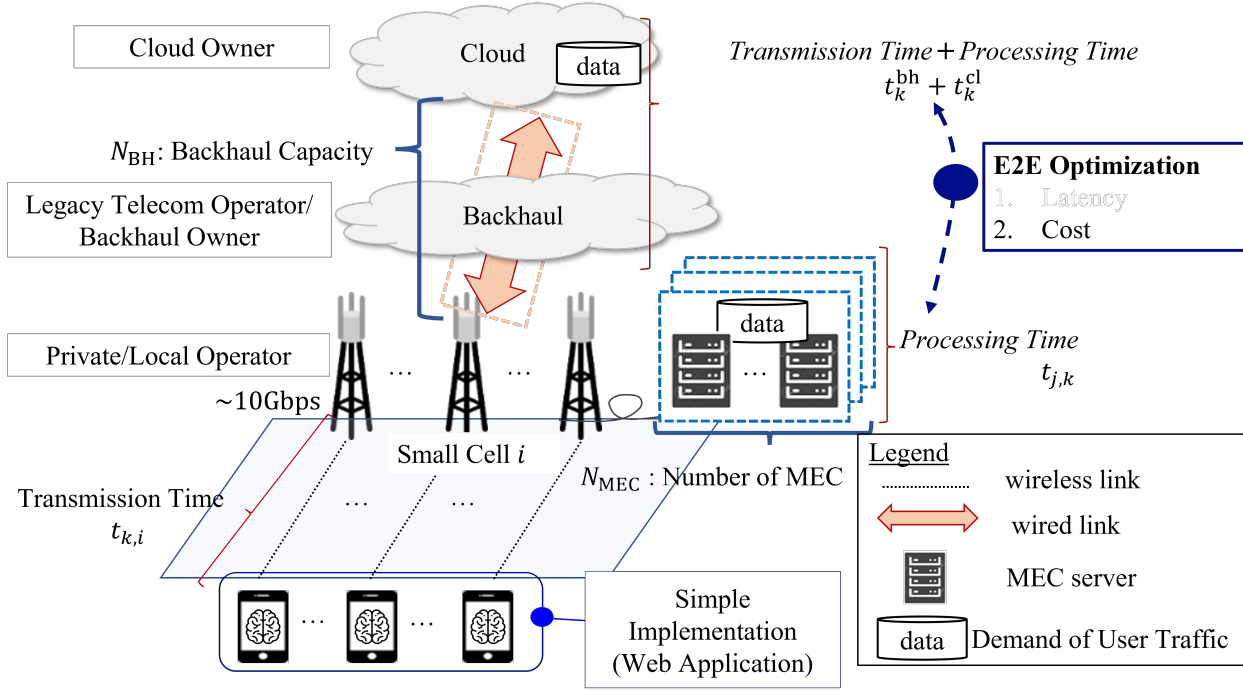 Cloud Owner
Cloud
data
Transmission Time + Processing Time
t_k^bh + t_k^cl
N_BH: Backhaul Capacity
E2E Optimization
1. Latency
2. Cost
Legacy Telecom Operator/
Backhaul Owner
Backhaul
data
Private/Local Operator
...
...
...
Processing Time
t_j,k
~10Gbps
Small Cell i
N_MEC : Number of MEC
Transmission Time
t_k,i
...
...
Legend
wireless link
wired link
MEC server
data
Demand of User Traffic
...
...
Simple
Implementation
(Web Application)